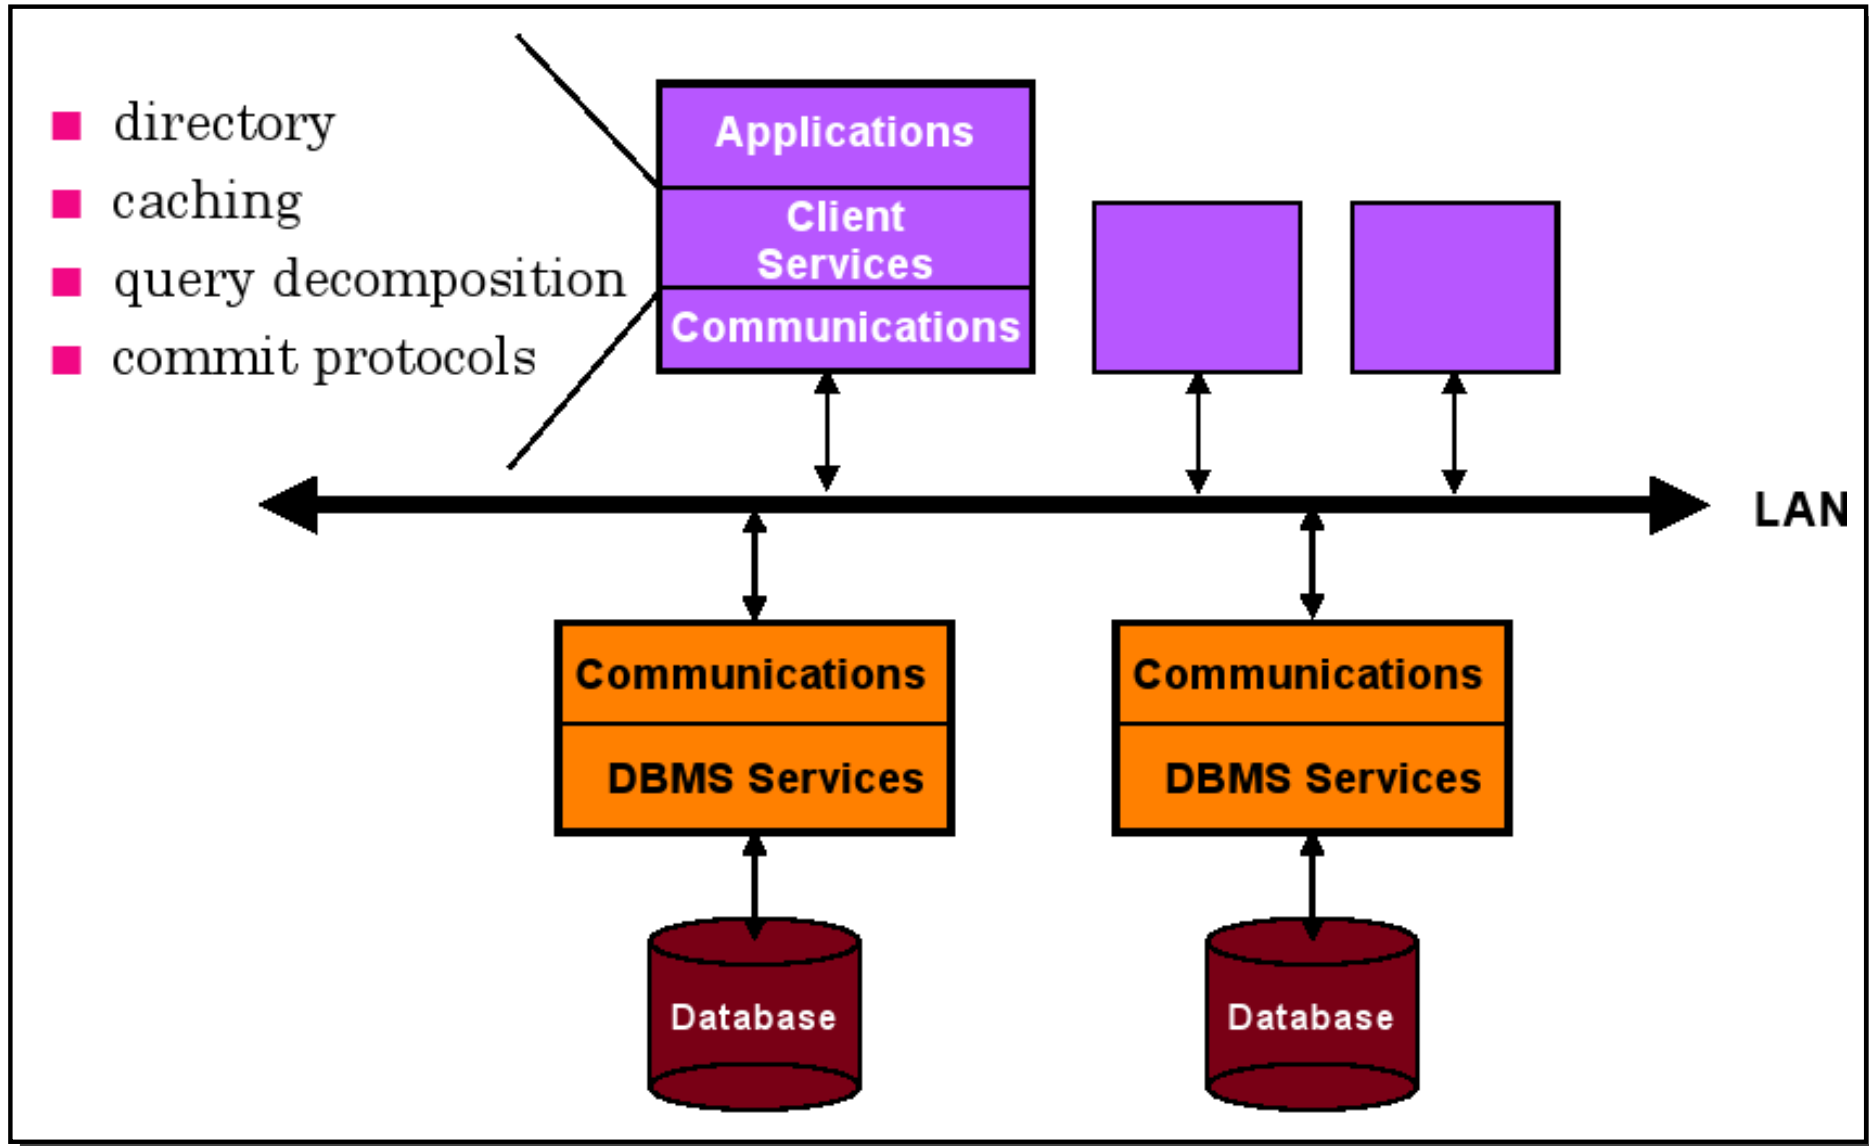 directory
caching
query decomposition
commit protocols
Applications
Client
Services
Communications
LAN
Communications
DBMS Services
Communications
DBMS Services
Database
Database